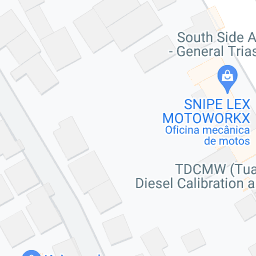 South Side A
- General Trias
SNIPE LEX
MOTOWORKX
Oficina mecânica
de motos
TDCMW (Tua
Diesel Calibration a